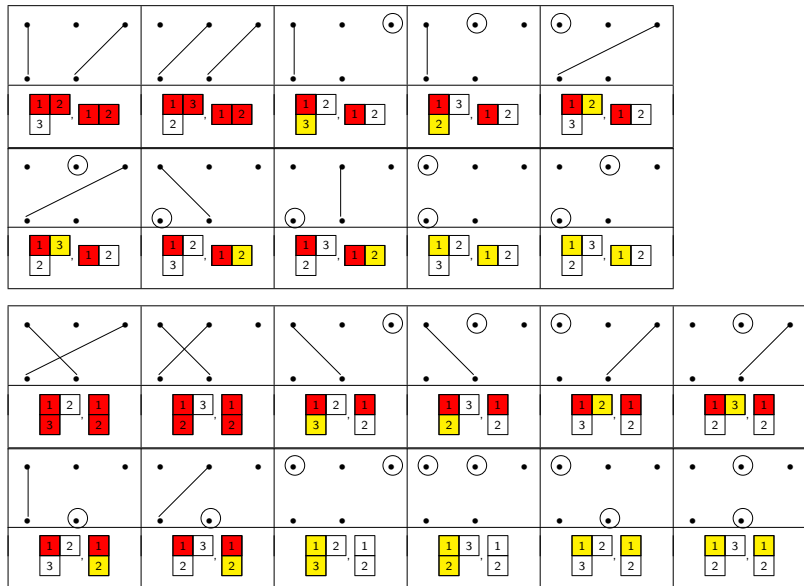 1 2 , 1 2 1 3 , 1 2 1 2 , 1 2 1 3 , 1 2 1 2 , 1 2
3 2 3 2 3
1 3 , 1 2 1 2 , 1 2 1 3 , 1 2 1 2 , 1 2 1 3 , 1 2
2 3 2 3 2
1 2 , 1 1 3 , 1 1 2 , 1 1 3 , 1 1 2 , 1 1 3 , 1
3 2 2 2 3 2 2 2 3 2 2 2
1 2 , 1 1 3 , 1 1 2 , 1 1 3 , 1 1 2 , 1 1 3 , 1
3 2 2 2 3 2 2 2 3 2 2 2